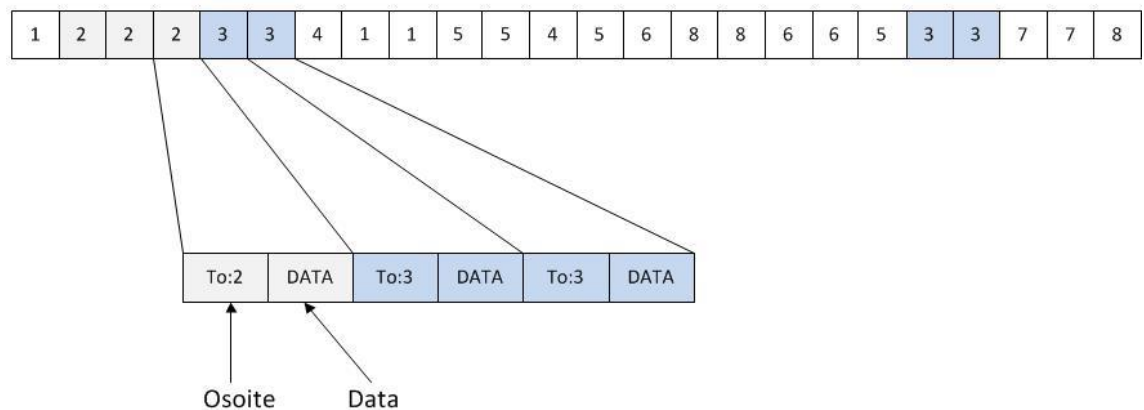 1 2 2 2 3 3 4 1 1 5 5 4 5 6 8 8 6 6 5 3 3 7 7 8
To:2 DATA To:3 DATA To:3 DATA
Osoite Data